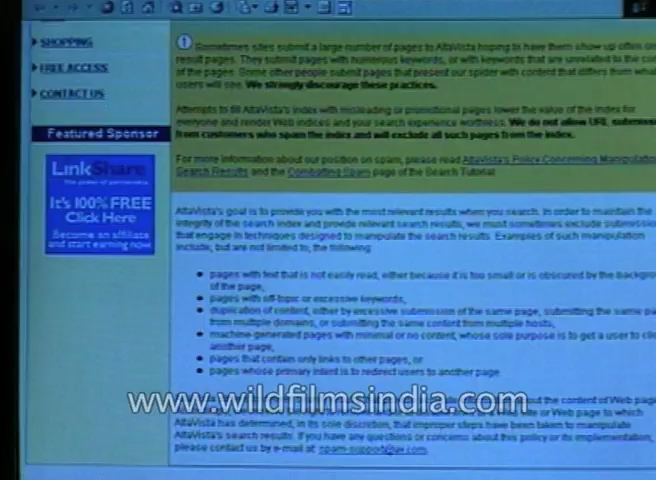 SHOPPING
FREE ACCESS
CONTACT US
Featured Sponsor
LinkShare
The power of partnership
It's 100% FREE
Click Here
Become an affiliate
and start earning now
Sometimes sites submit a large number of pages to AltaVista hoping to have them show up often on
result pages. They submit pages with numerous keywords, or with keywords that are unrelated to the
of the pages. Some other people submit pages that present our spider with content that differs from what
users will see. We strongly discourage these practices.
Attempts to fill AltaVista's index with misleading or promotional pages lower the value of the index for
everyone and render Web indices and your search experience worthless. We do not allow URL
from customers who spam the index and will exclude all such pages from the index.
For more information about our position on spam, please read AltaVista's Policy Concerning
Search Results and the Combatting Spam page of the Search Tutorial
AltaVista's goal is to provide you with the most relevant results when you search. In order to maintain the
integrity of the search index and provide relevant search results, we must sometimes exclude
that engage in techniques designed to manipulate the search results. Examples of such manipulation
include, but are not limited to, the following:
pages with text that is not easily read, either because it is too small or is obscured by the
of the page,
pages with off-topic or excessive keywords,
duplication of content, either by excessive submission of the same page, submitting the same
from multiple domains, or submitting the same content from multiple hosts,
machine-generated pages with minimal or no content, whose sole purpose is to get a user to
another page,
pages that contain only links to other pages, or
pages whose primary intent is to redirect users to another page
www.wildfilmsindia.com
about the content of Web
site or Web page to which
AltaVista has determined, in its sole discretion, that improper steps have been taken to manipulate
AltaVista's search results. If you have any questions or concerns about this policy or its implementation,
please contact us by e-mail at spam-support@av.com.